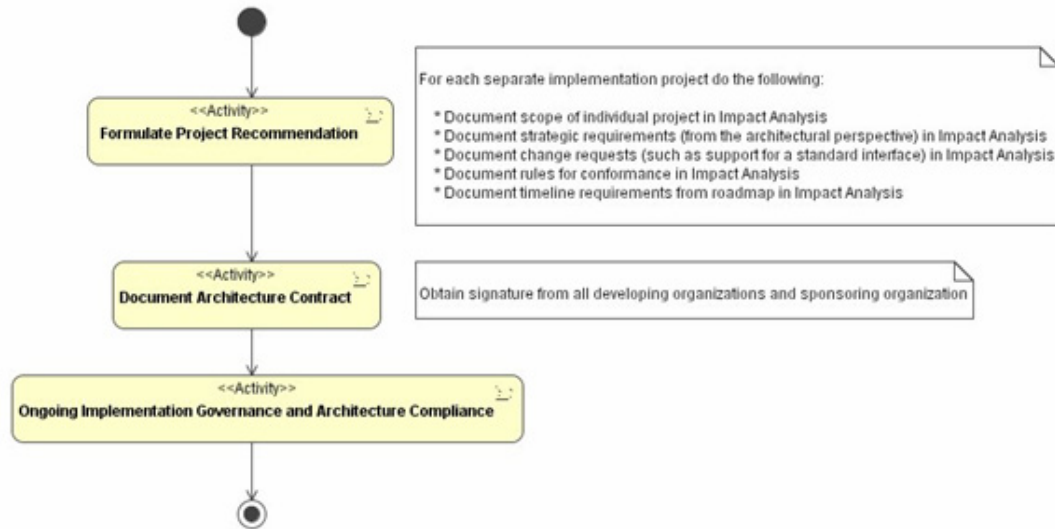 <<Activity>>
Formulate Project Recommendation
For each separate implementation project do the following:
* Document scope of individual project in Impact Analysis
* Document strategic requirements (from the architectural perspective) in Impact Analysis
* Document change requests (such as support for a standard interface) in Impact Analysis
* Document rules for conformance in Impact Analysis
* Document timeline requirements from roadmap in Impact Analysis
<<Activity>>
Document Architecture Contract
Obtain signature from all developing organizations and sponsoring organization
<<Activity>>
Ongoing Implementation Governance and Architecture Compliance